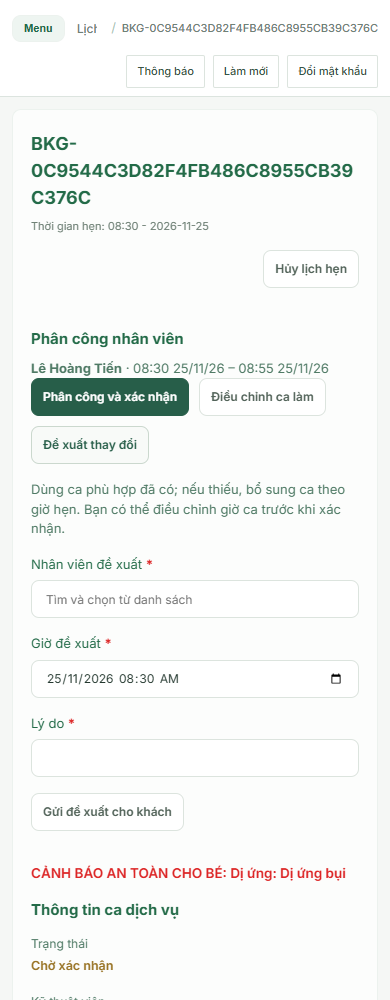 Menu
Lịch / BKG-0C9544C3D82F4FB486C8955CB39C376C
Thông báo
Làm mới
Đổi mật khẩu
BKG-
0C9544C3D82F4FB486C8955CB39
C376C
Thời gian hẹn: 08:30 - 2026-11-25
Hủy lịch hẹn
Phân công nhân viên
Lê Hoàng Tiến · 08:30 25/11/26 – 08:55 25/11/26
Phân công và xác nhận
Điều chỉnh ca làm
Đề xuất thay đổi
Dùng ca phù hợp đã có; nếu thiếu, bổ sung ca theo
giờ hẹn. Bạn có thể điều chỉnh giờ ca trước khi xác
nhận.
Nhân viên đề xuất *
Tìm và chọn từ danh sách
Giờ đề xuất *
25/11/2026 08:30 AM
Lý do *
Gửi đề xuất cho khách
CẢNH BÁO AN TOÀN CHO BÉ: Dị ứng: Dị ứng bụi
Thông tin ca dịch vụ
Trạng thái
Chờ xác nhận
Kỹ thuật viên